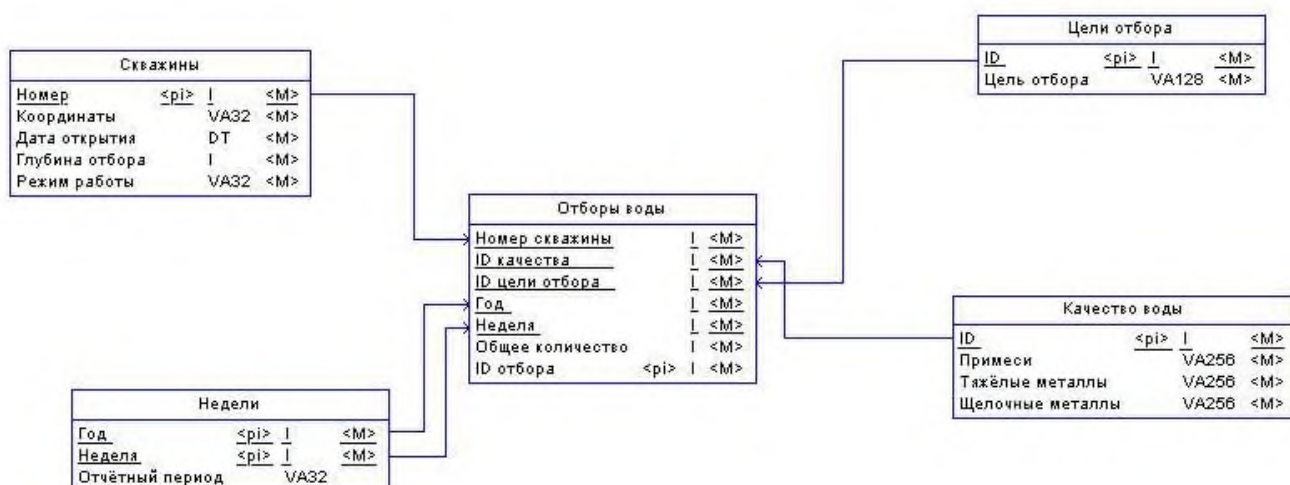 Скважины
Номер <pi> I <M>
Координаты VA32 <M>
Дата открытия DT <M>
Глубина отбора I <M>
Режим работы VA32 <M>
Цели отбора
ID <pi> I <M>
Цель отбора VA128 <M>
Отборы воды
Номер скважины I <M>
ID качества I <M>
ID цели отбора I <M>
Год I <M>
Неделя I <M>
Общее количество I <M>
ID отбора <pi> I <M>
Качество воды
ID <pi> I <M>
Примеси VA256 <M>
Тяжёлые металлы VA256 <M>
Щелочные металлы VA256 <M>
Недели
Год <pi> I <M>
Неделя <pi> I <M>
Отчётный период VA32